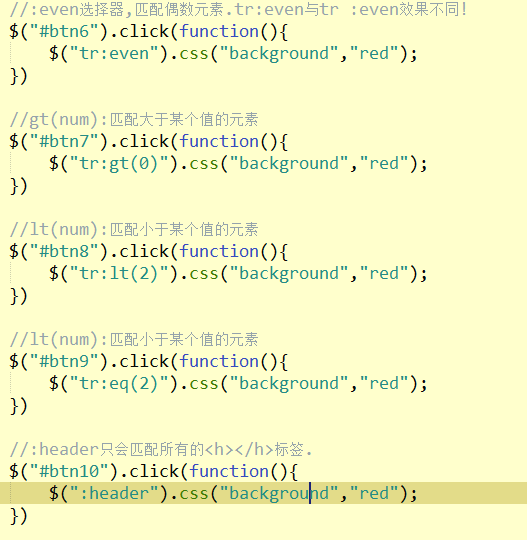 //:even选择器,匹配偶数元素.tr:even与tr :even效果不同!
$("#btn6").click(function(){
    $("tr:even").css("background","red");
})
//gt(num):匹配大于某个值的元素
$("#btn7").click(function(){
    $("tr:gt(0)").css("background","red");
})
//lt(num):匹配小于某个值的元素
$("#btn8").click(function(){
    $("tr:lt(2)").css("background","red");
})
//lt(num):匹配小于某个值的元素
$("#btn9").click(function(){
    $("tr:eq(2)").css("background","red");
})
//:header只会匹配所有的<h></h>标签.
$("#btn10").click(function(){
    $(":header").css("background","red");
})